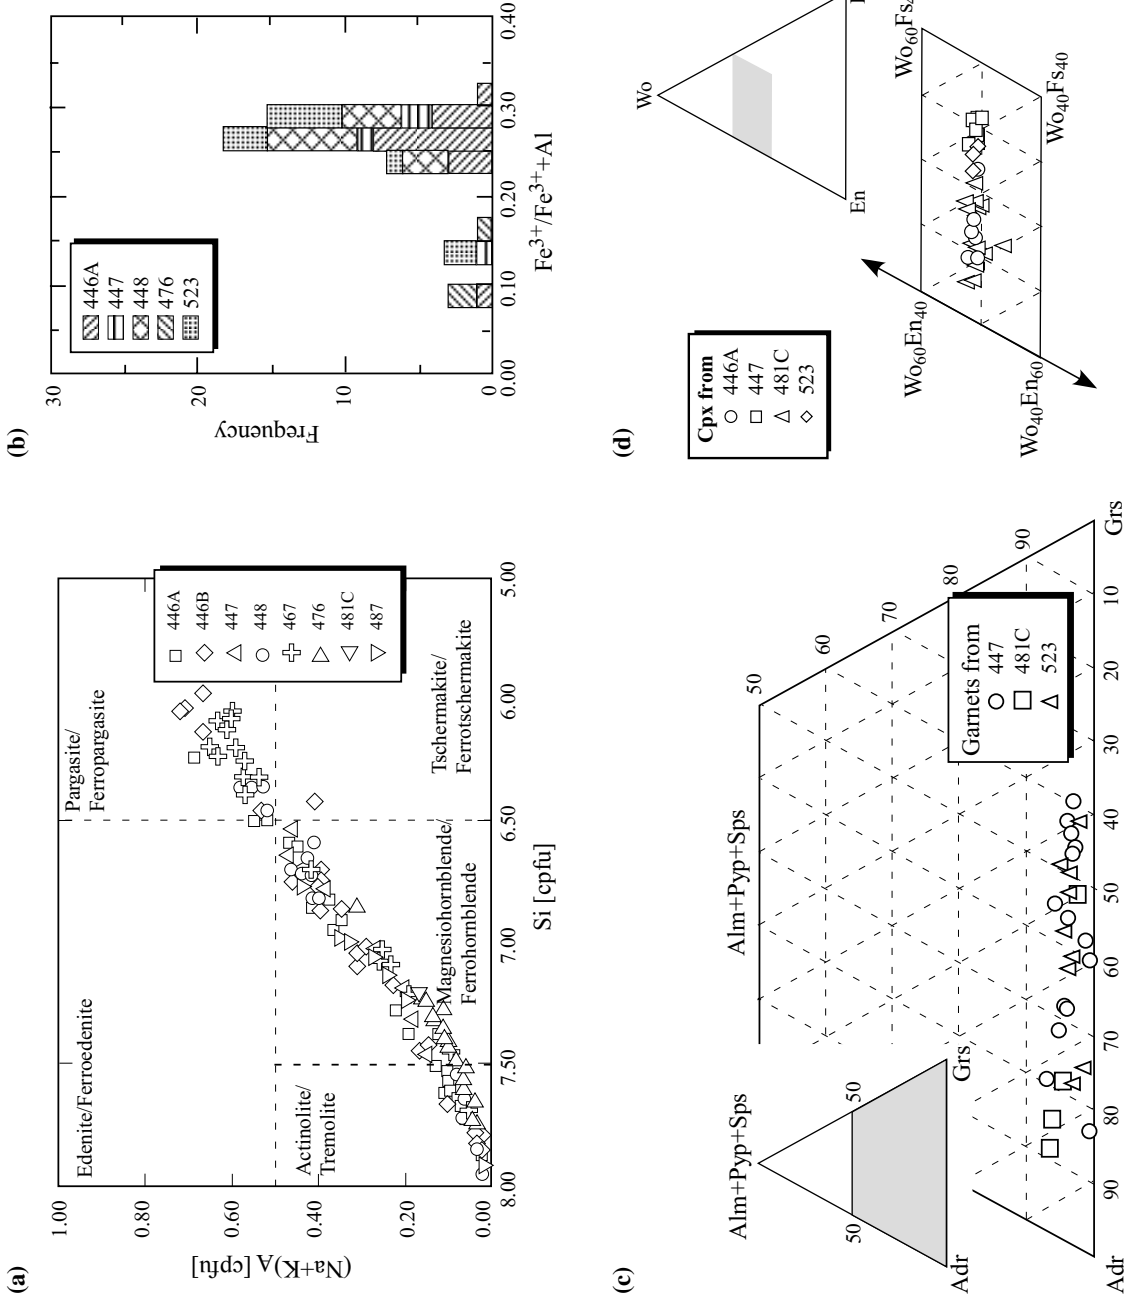 (a)
1.00
0.80
0.60
0.40
0.20
0.00
(Na+K)A [cpfu]
8.00
7.50
7.00
6.50
6.00
5.00
Si [cpfu]
Edenite/Ferroedenite
Pargasite/
Ferropargasite
Actinolite/
Tremolite
Magnesiohornblende/
Ferrohornblende
Tschermakite/
Ferrotschermakite
446A
446B
447
448
467
476
481C
487
(b)
30
20
10
0
Frequency
0.00
0.10
0.20
0.30
0.40
Fe³⁺/Fe³⁺+Al
446A
447
448
476
523
(c)
Alm+Pyp+Sps
50
50
Adr
Grs
Alm+Pyp+Sps
50
60
70
80
90
Garnets from
447
481C
523
Adr
90
80
70
60
50
40
30
20
10
Grs
(d)
Cpx from
446A
447
481C
523
Wo
En
Wo₆₀En₄₀
Wo₄₀En₆₀
Wo₄₀Fs₄₀